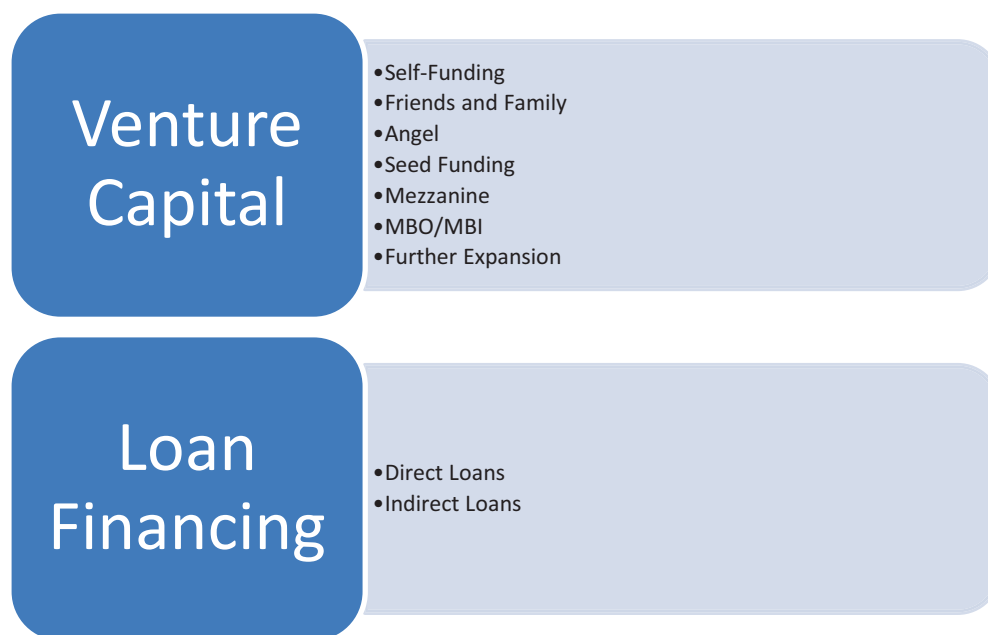 Venture
Capital
•Self-Funding
•Friends and Family
•Angel
•Seed Funding
•Mezzanine
•MBO/MBI
•Further Expansion
Loan
Financing
•Direct Loans
•Indirect Loans